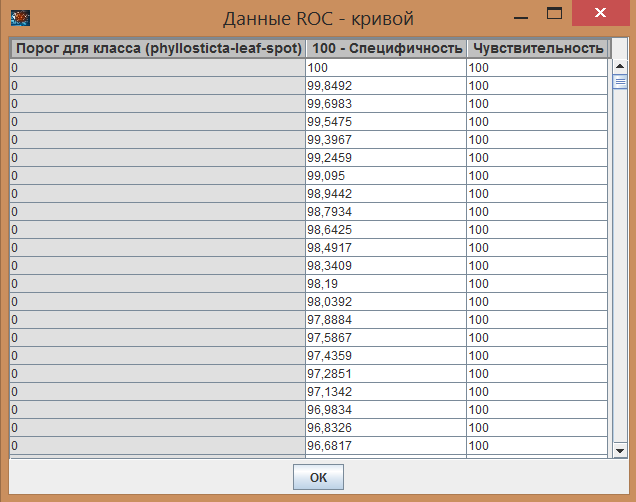 Данные ROC - кривой
Порог для класса (phyllosticta-leaf-spot) 100 - Специфичность Чувствительность
0 100 100
0 99,8492 100
0 99,6983 100
0 99,5475 100
0 99,3967 100
0 99,2459 100
0 99,095 100
0 98,9442 100
0 98,7934 100
0 98,6425 100
0 98,4917 100
0 98,3409 100
0 98,19 100
0 98,0392 100
0 97,8884 100
0 97,5867 100
0 97,4359 100
0 97,2851 100
0 97,1342 100
0 96,9834 100
0 96,8326 100
0 96,6817 100
OK